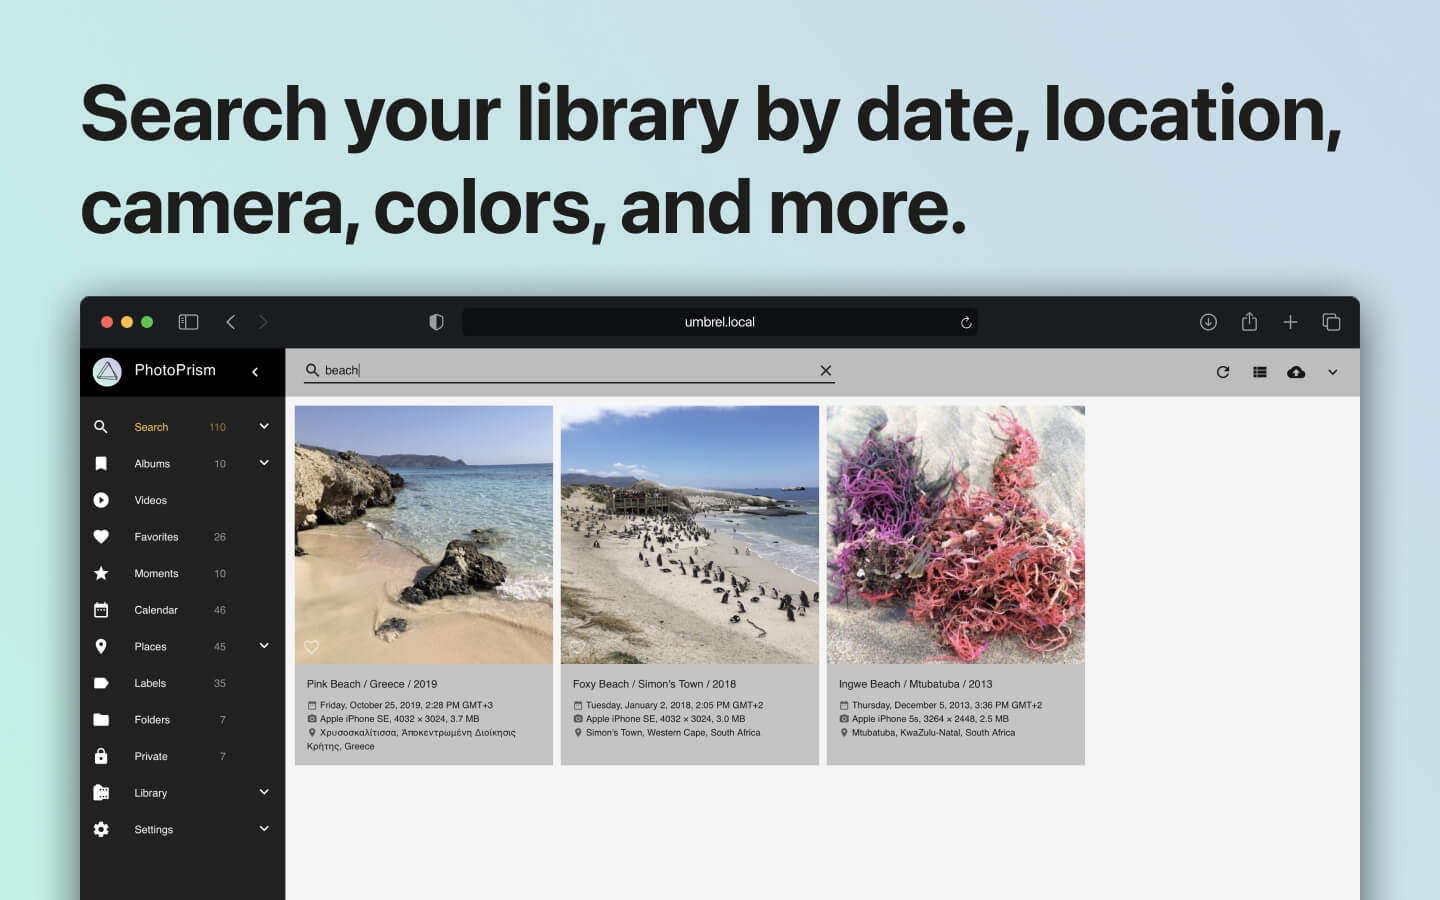 Search your library by date, location,
camera, colors, and more.
umbrel.local
PhotoPrism
beach
Search 110
Albums 10
Videos
Favorites 26
Moments 10
Calendar 46
Places 45
Labels 35
Folders 7
Private 7
Library
Settings
Pink Beach / Greece / 2019
Friday, October 25, 2019, 2:28 PM GMT+3
Apple iPhone SE, 4032 × 3024, 3.7 MB
Χρυσοσκαλίτισσα, Ἀποκεντρωμένη Διοίκησις
Κρήτης, Greece
Foxy Beach / Simon's Town / 2018
Tuesday, January 2, 2018, 2:05 PM GMT+2
Apple iPhone SE, 4032 × 3024, 3.0 MB
Simon's Town, Western Cape, South Africa
Ingwe Beach / Mtubatuba / 2013
Thursday, December 5, 2013, 3:36 PM GMT+2
Apple iPhone 5s, 3264 × 2448, 2.5 MB
Mtubatuba, KwaZulu-Natal, South Africa